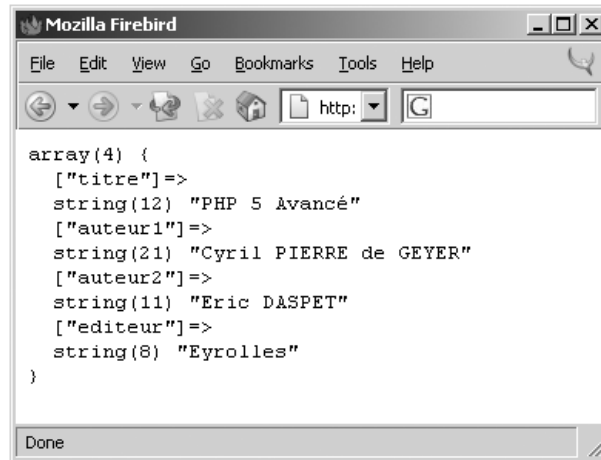 Mozilla Firebird
File Edit View Go Bookmarks Tools Help
http: G
array(4) {
  ["titre"]=>
  string(12) "PHP 5 Avancé"
  ["auteur1"]=>
  string(21) "Cyril PIERRE de GEYER"
  ["auteur2"]=>
  string(11) "Eric DASPET"
  ["editeur"]=>
  string(8) "Eyrolles"
}
Done